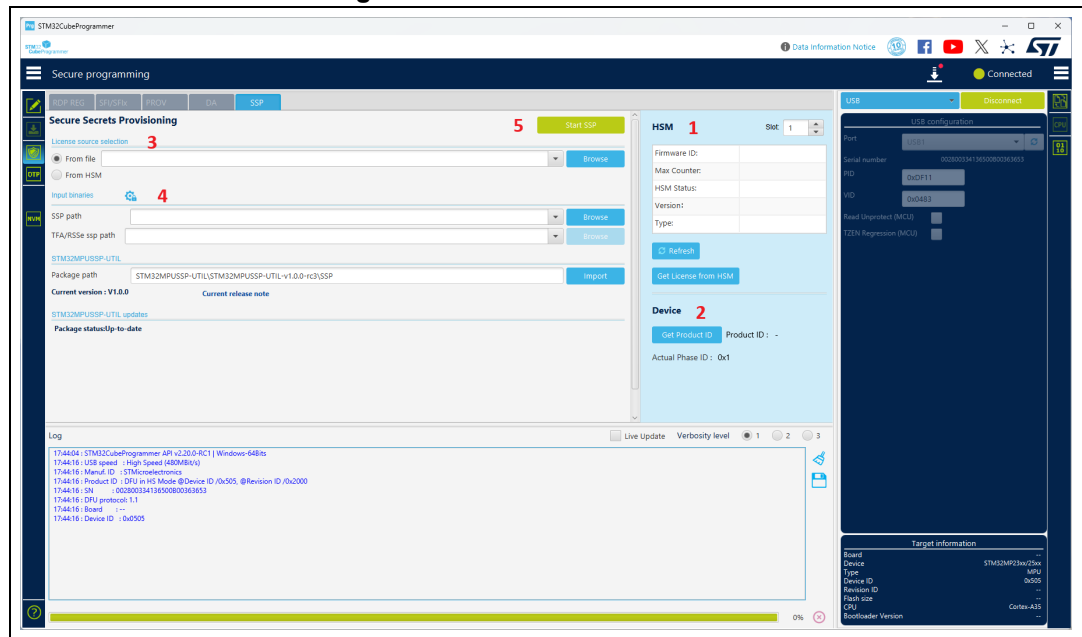 STM32CubeProgrammer
STM32
CubeProgrammer
Data information Notice
Secure programming
Connected
RDP REG SFI/SFIx PROV DA SSP
Secure Secrets Provisioning
5
Start SSP
License source selection
3
From file
Browse
From HSM
Input binaries
4
SSP path
Browse
TFA/RSSe ssp path
Browse
STM32MPUSSP-UTIL
Package path STM32MPUSSP-UTIL\STM32MPUSSP-UTIL-v1.0.0-rc3\SSP Import
Current version : V1.0.0 Current release note
STM32MPUSSP-UTIL updates
Package status:Up-to-date
HSM 1 Slot 1
Firmware ID:
Max Counter:
HSM Status:
Version:
Type:
Refresh
Get License from HSM
Device 2
Get Product ID Product ID : -
Actual Phase ID : 0x1
USB Disconnect
USB configuration
Port USB1
Serial number 002800334136500B00363653
PID 0xDF11
VID 0x0483
Read Unprotect (MCU)
TZEN Regression (MCU)
OTP
NVM
CPU
Log
Live Update Verbosity level 1 2 3
17:44:04 : STM32CubeProgrammer API v2.20.0-RC1 | Windows-64Bits
17:44:16 : USB speed : High Speed (480MBit/s)
17:44:16 : Manuf. ID : STMicroelectronics
17:44:16 : Product ID : DFU in HS Mode @Device ID /0x505, @Revision ID /0x2000
17:44:16 : SN : 002800334136500B00363653
17:44:16 : DFU protocol: 1.1
17:44:16 : Board : --
17:44:16 : Device ID : 0x0505
0%
Target information
Board --
Device STM32MP23xx/25xx
Type MPU
Device ID 0x505
Revision ID --
Flash size --
CPU Cortex-A35
Bootloader Version --